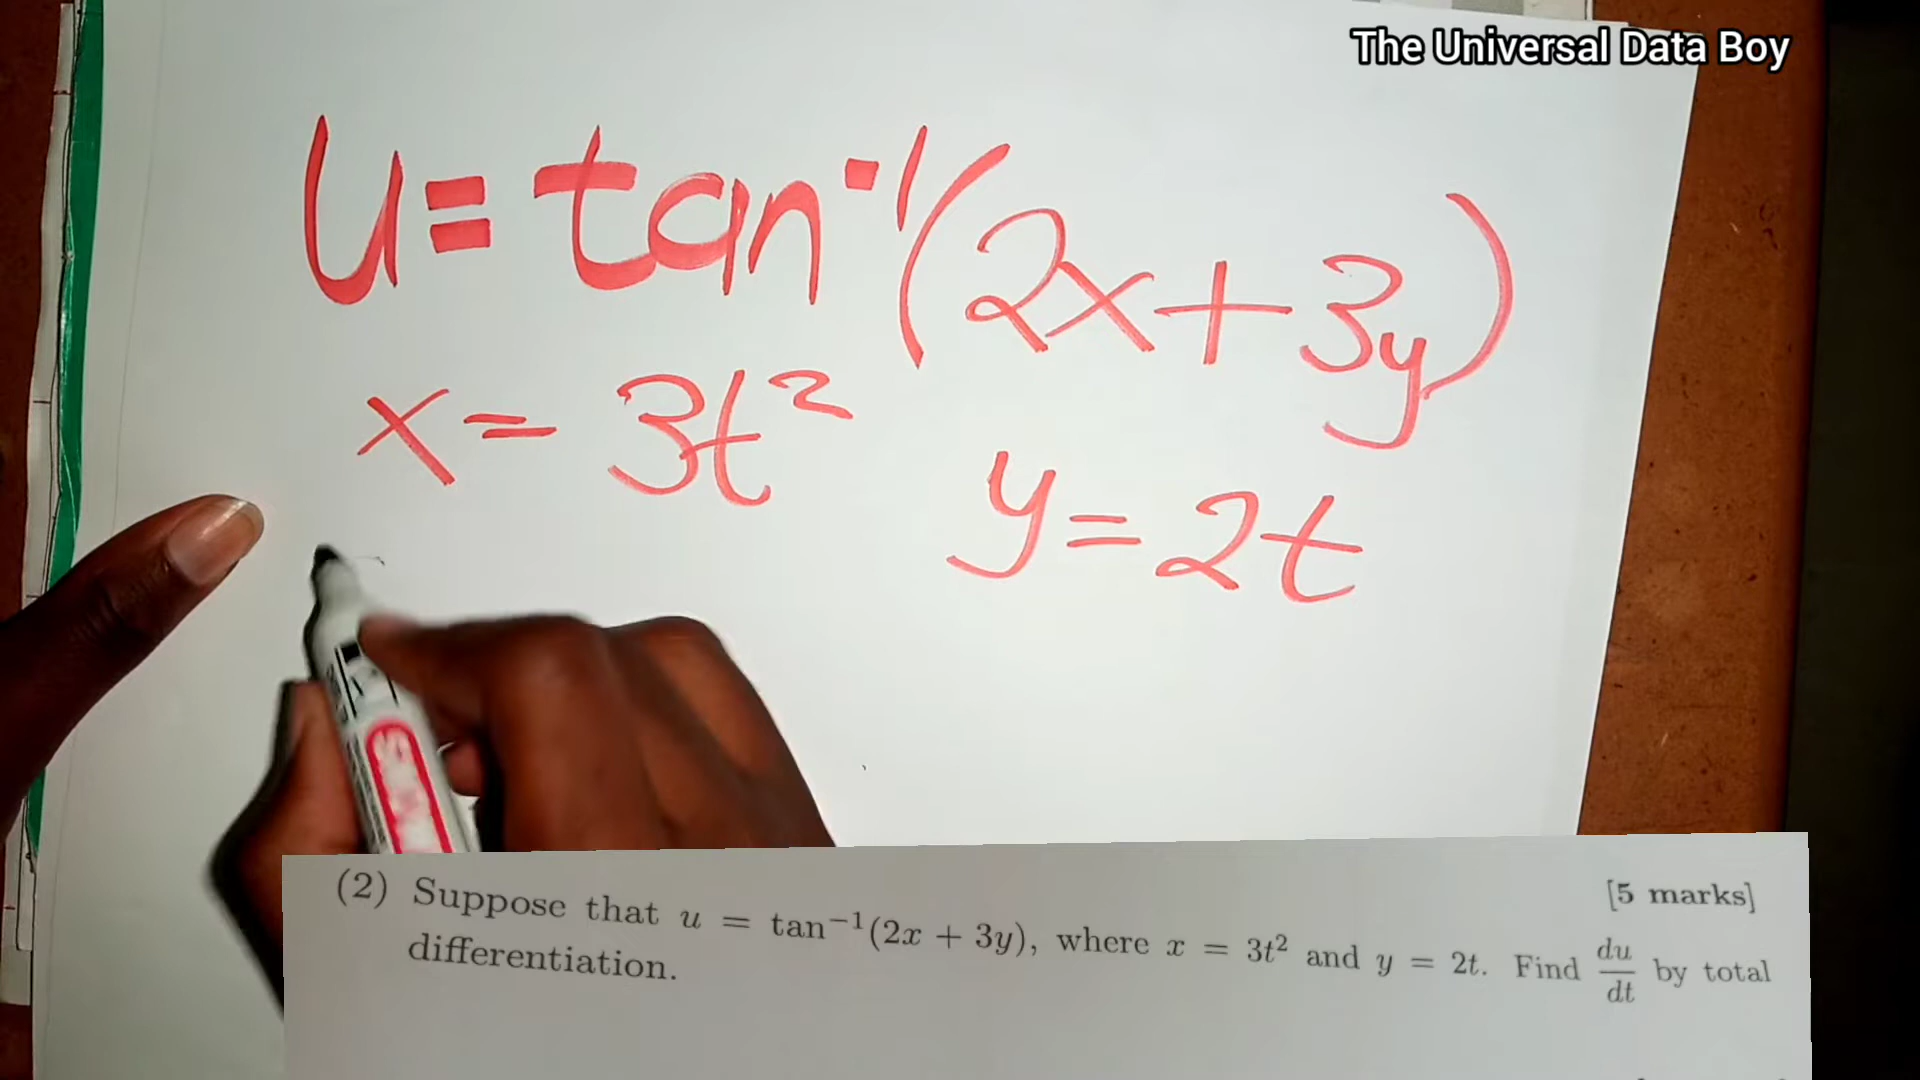 The Universal Data Boy
u = tan⁻¹(2x + 3y)
x = 3t²
y = 2t
(2) Suppose that u = tan⁻¹(2x + 3y), where x = 3t² and y = 2t. Find du/dt by total
differentiation.
[5 marks]